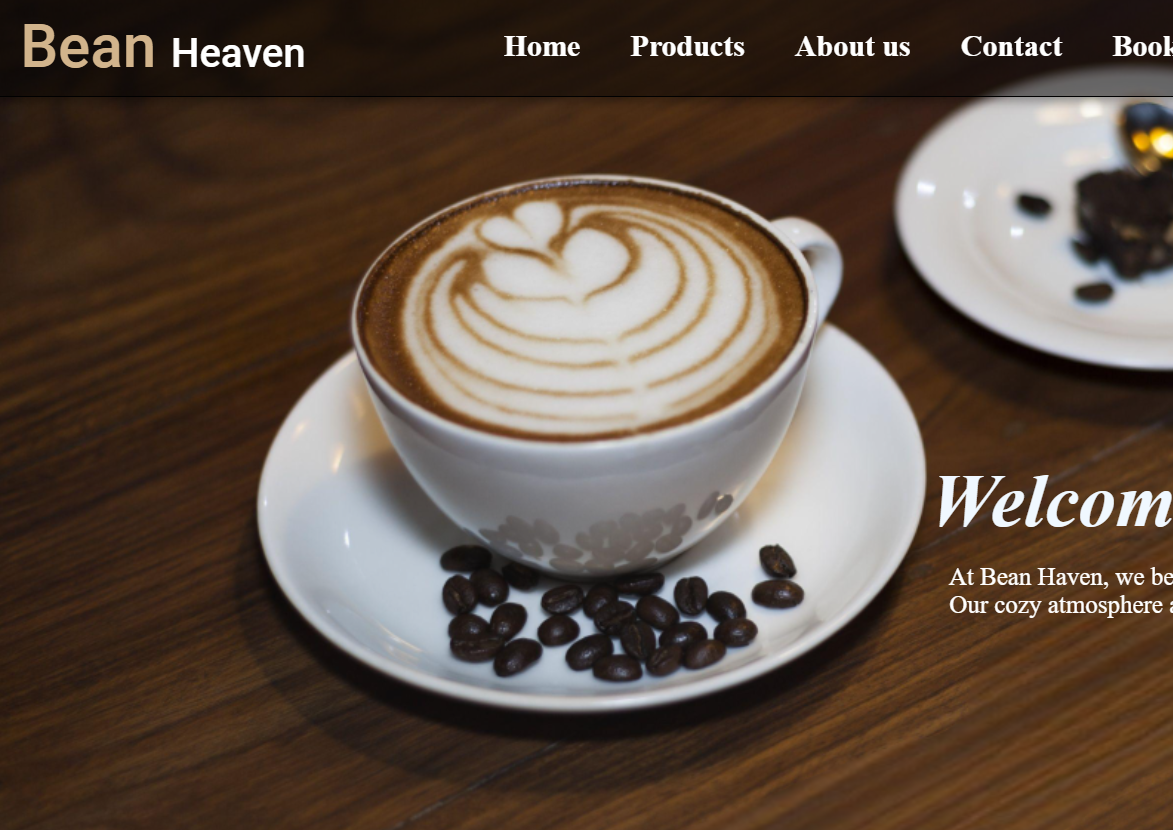 Bean Heaven
Home Products About us Contact Book
Welcom
At Bean Haven, we be
Our cozy atmosphere a